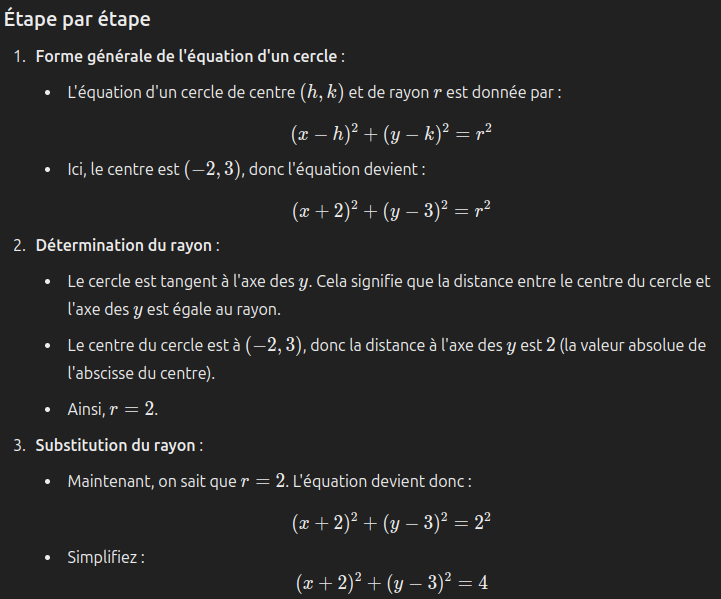 Étape par étape
1. Forme générale de l'équation d'un cercle :
• L'équation d'un cercle de centre (h, k) et de rayon r est donnée par :
(x − h)² + (y − k)² = r²
• Ici, le centre est (−2, 3), donc l'équation devient :
(x + 2)² + (y − 3)² = r²
2. Détermination du rayon :
• Le cercle est tangent à l'axe des y. Cela signifie que la distance entre le centre du cercle et
l'axe des y est égale au rayon.
• Le centre du cercle est à (−2, 3), donc la distance à l'axe des y est 2 (la valeur absolue de
l'abscisse du centre).
• Ainsi, r = 2.
3. Substitution du rayon :
• Maintenant, on sait que r = 2. L'équation devient donc :
(x + 2)² + (y − 3)² = 2²
• Simplifiez :
(x + 2)² + (y − 3)² = 4